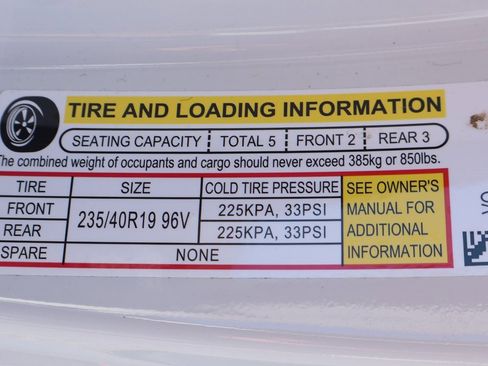 TIRE AND LOADING INFORMATION
SEATING CAPACITY TOTAL 5 FRONT 2 REAR 3
The combined weight of occupants and cargo should never exceed 385kg or 850lbs.
TIRE SIZE COLD TIRE PRESSURE SEE OWNER'S
FRONT 235/40R19 96V 225KPA, 33PSI MANUAL FOR
REAR 225KPA, 33PSI ADDITIONAL
SPARE NONE INFORMATION